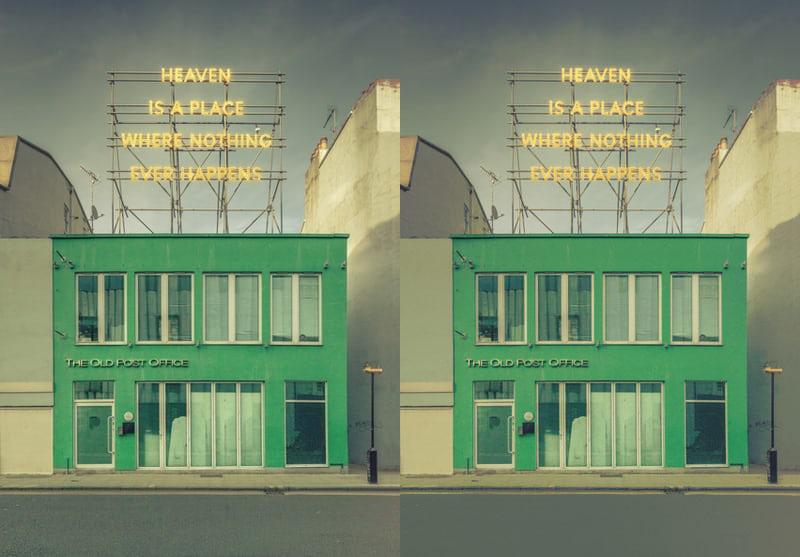 HEAVEN
IS A PLACE
WHERE NOTHING
EVER HAPPENS
THE OLD POST OFFICE
HEAVEN
IS A PLACE
WHERE NOTHING
EVER HAPPENS
THE OLD POST OFFICE